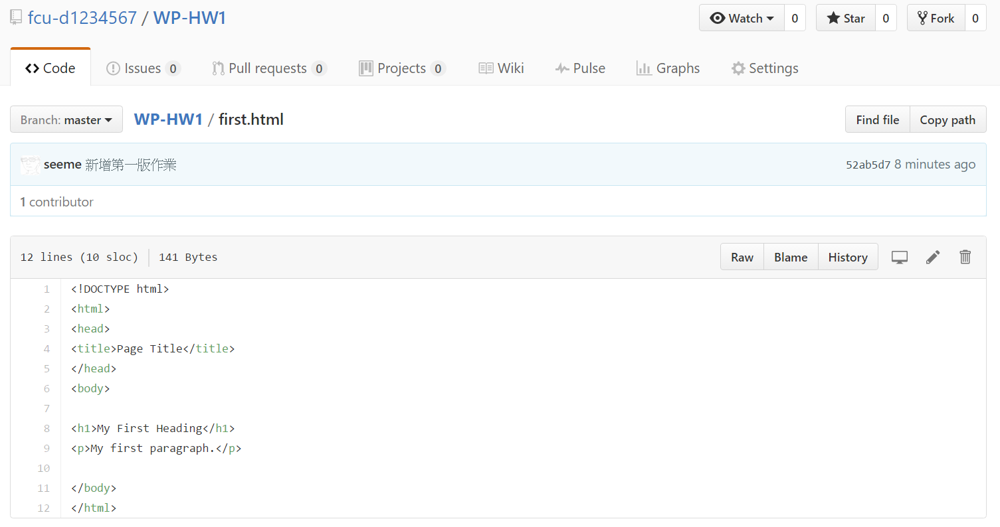 fcu-d1234567 / WP-HW1 Watch 0 Star 0 Fork 0
Code Issues 0 Pull requests 0 Projects 0 Wiki Pulse Graphs Settings
Branch: master WP-HW1 / first.html Find file Copy path
seeme 新增第一版作業 52ab5d7 8 minutes ago
1 contributor
12 lines (10 sloc) 141 Bytes Raw Blame History
1 <!DOCTYPE html>
2 <html>
3 <head>
4 <title>Page Title</title>
5 </head>
6 <body>
7
8 <h1>My First Heading</h1>
9 <p>My first paragraph.</p>
10
11 </body>
12 </html>